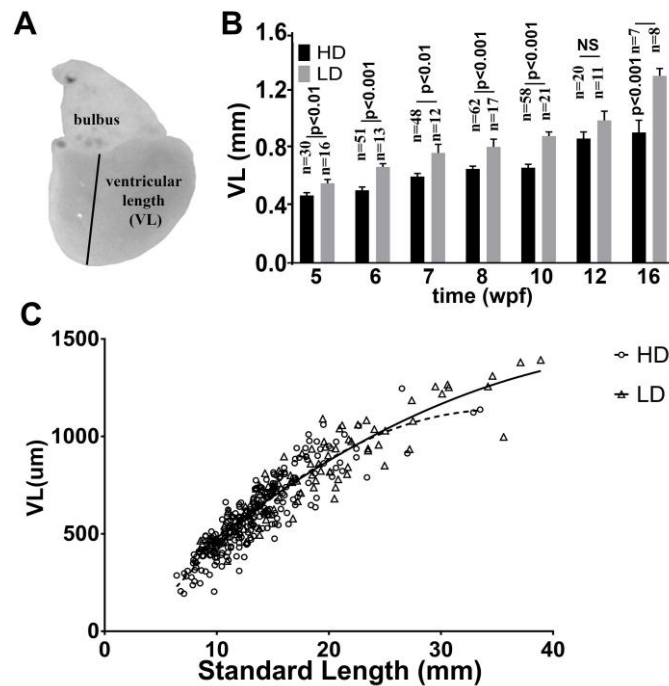 A
bulbus
ventricular
length
(VL)
B
HD
LD
VL (mm)
1.6
1.2
0.8
0.4
0.0
n=30
p<0.01
n=16
n=51
p<0.001
n=13
n=48
p<0.01
n=12
n=62
p<0.001
n=17
n=58
p<0.001
n=21
n=20
NS
n=11
n=7
p<0.001
n=8
5 6 7 8 10 12 16
time (wpf)
C
VL(um)
1500
1000
500
0
0 10 20 30 40
Standard Length (mm)
HD
LD